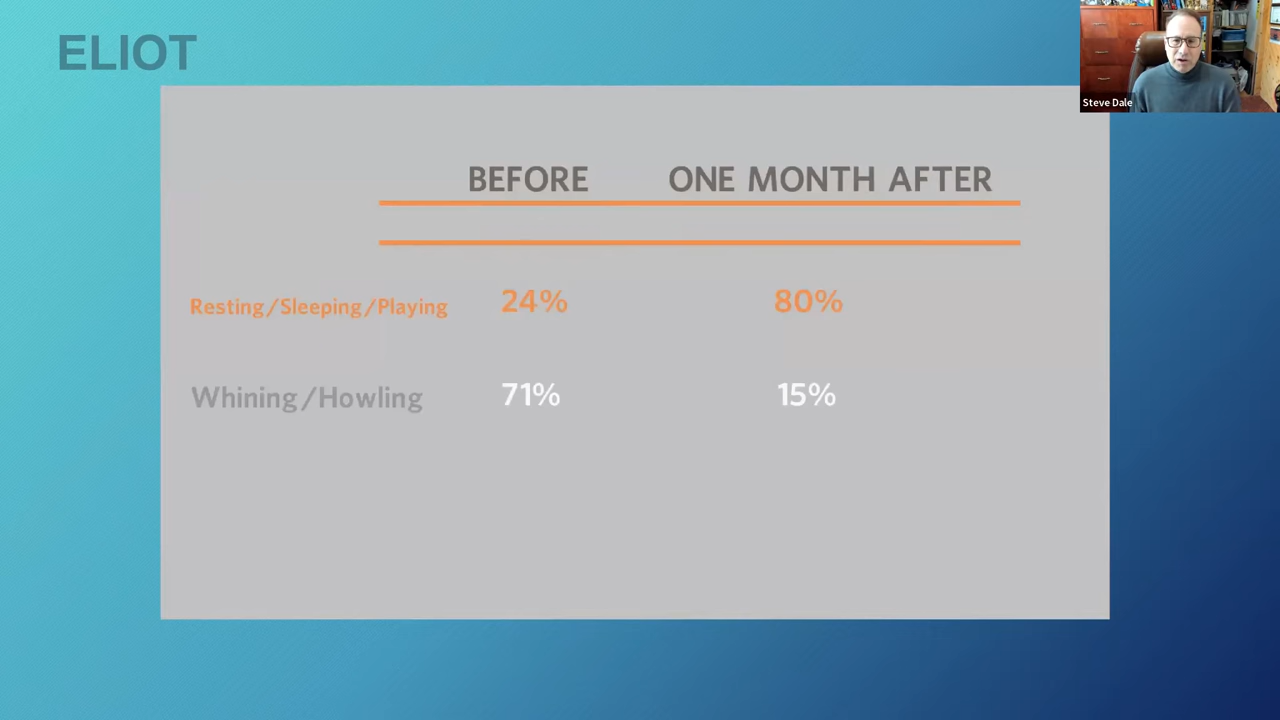 ELIOT
Steve Dale
BEFORE ONE MONTH AFTER
Resting/Sleeping/Playing 24% 80%
Whining/Howling 71% 15%